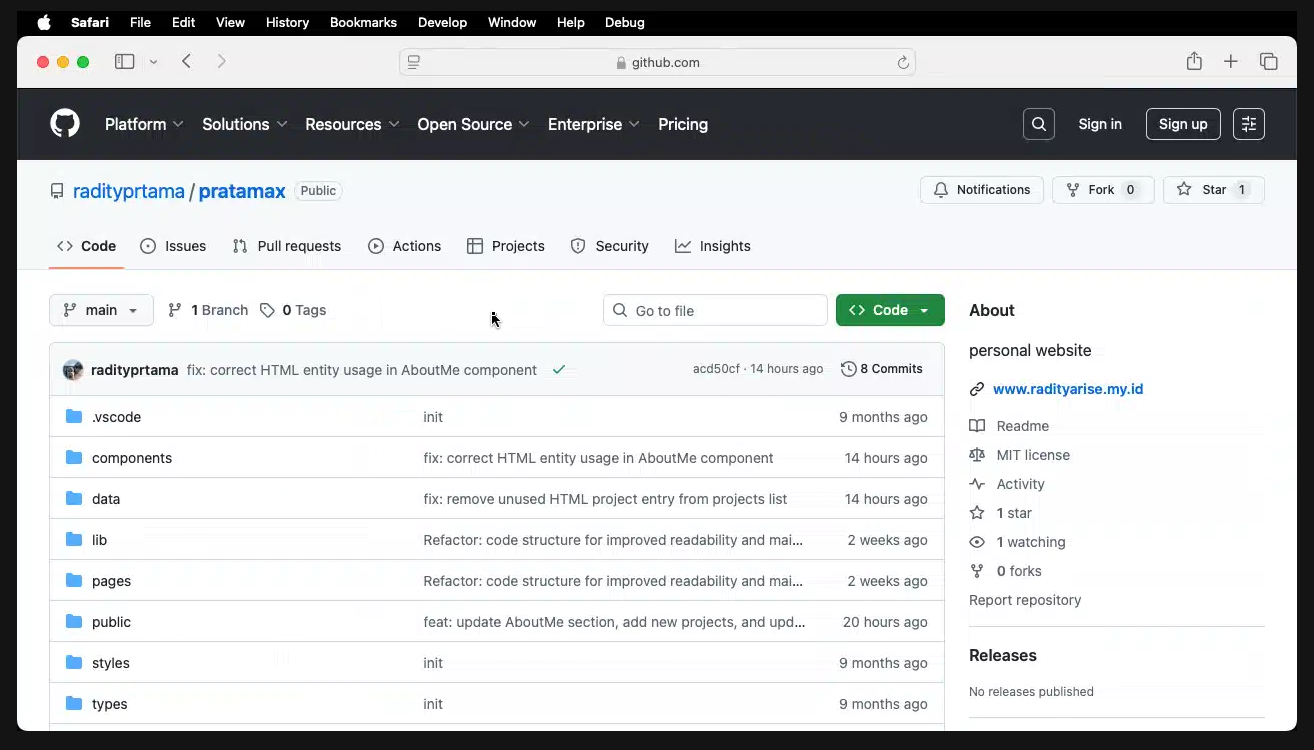 Safari File Edit View History Bookmarks Develop Window Help Debug
github.com
Platform Solutions Resources Open Source Enterprise Pricing Sign in Sign up
radityprtama / pratamax Public Notifications Fork 0 Star 1
Code Issues Pull requests Actions Projects Security Insights
main 1 Branch 0 Tags Go to file Code
About
personal website
www.radityarise.my.id
Readme
MIT license
Activity
1 star
1 watching
0 forks
Report repository
Releases
No releases published
radityprtama fix: correct HTML entity usage in AboutMe component acd50cf · 14 hours ago 8 Commits
.vscode init 9 months ago
components fix: correct HTML entity usage in AboutMe component 14 hours ago
data fix: remove unused HTML project entry from projects list 14 hours ago
lib Refactor: code structure for improved readability and mai... 2 weeks ago
pages Refactor: code structure for improved readability and mai... 2 weeks ago
public feat: update AboutMe section, add new projects, and upd... 20 hours ago
styles init 9 months ago
types init 9 months ago